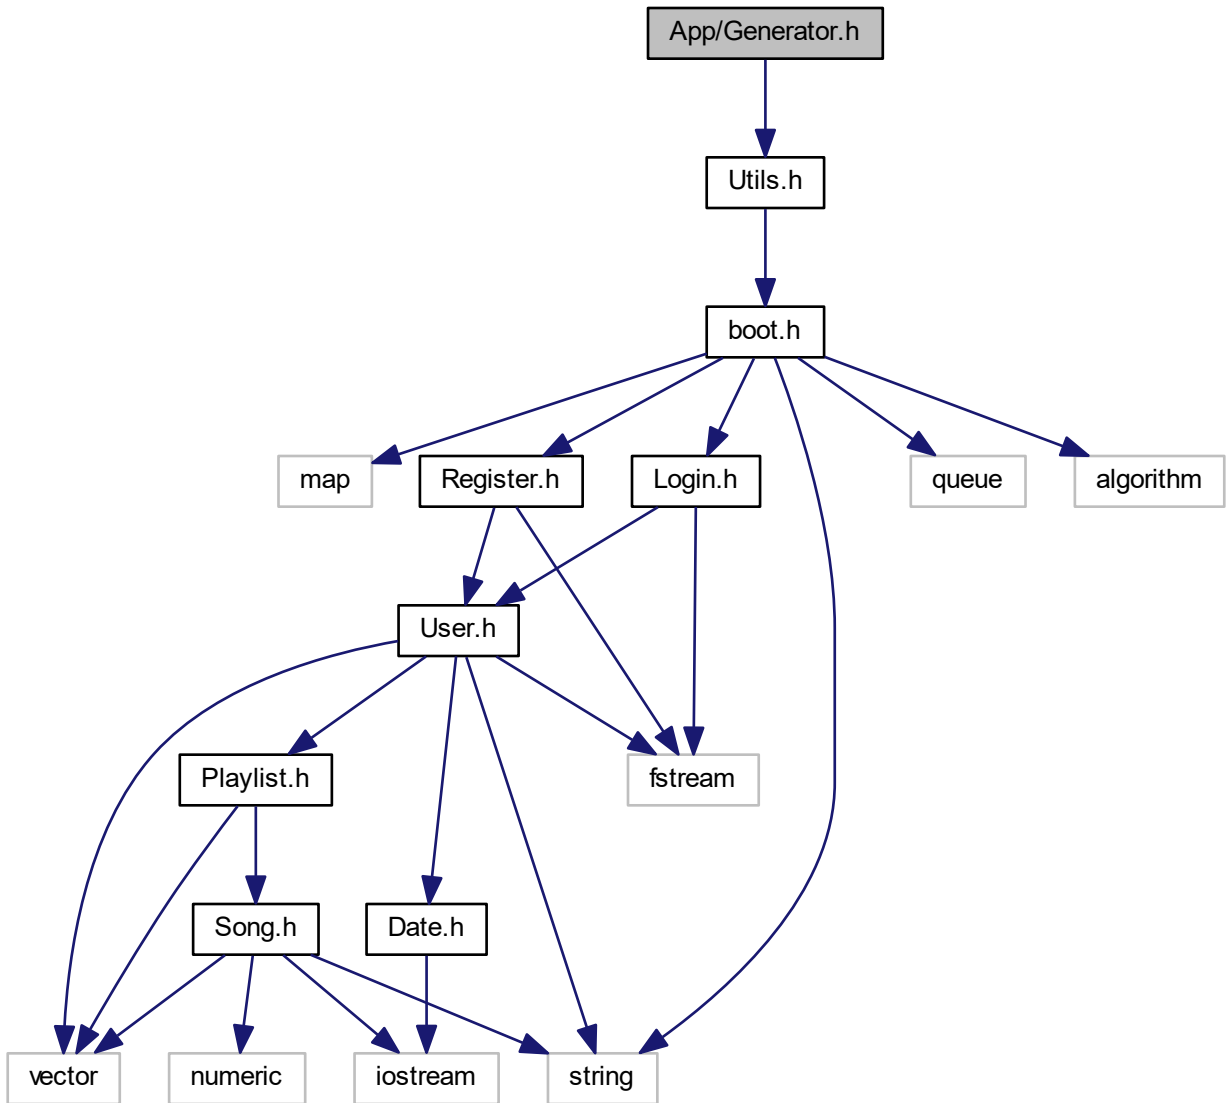 App/Generator.h
Utils.h
boot.h
map
Register.h
Login.h
queue
algorithm
User.h
Playlist.h
fstream
Song.h
Date.h
vector
numeric
iostream
string